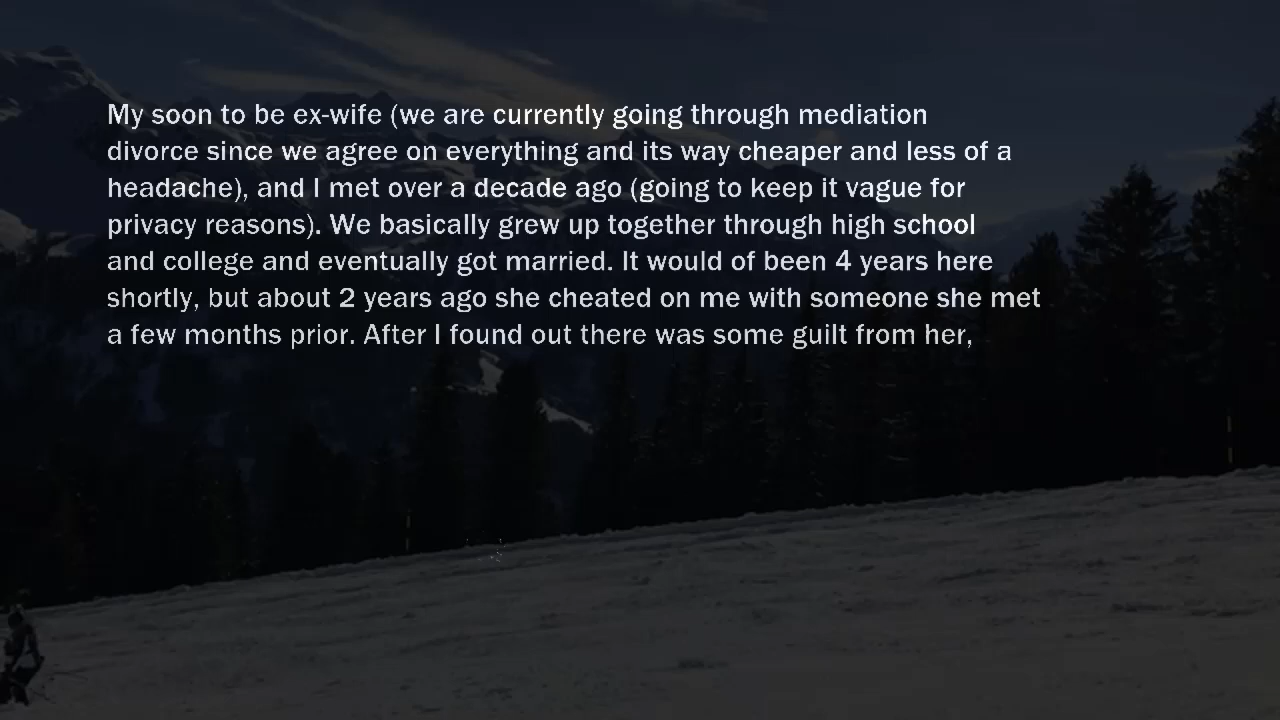 My soon to be ex-wife (we are currently going through mediation
divorce since we agree on everything and its way cheaper and less of a
headache), and I met over a decade ago (going to keep it vague for
privacy reasons). We basically grew up together through high school
and college and eventually got married. It would of been 4 years here
shortly, but about 2 years ago she cheated on me with someone she met
a few months prior. After I found out there was some guilt from her,